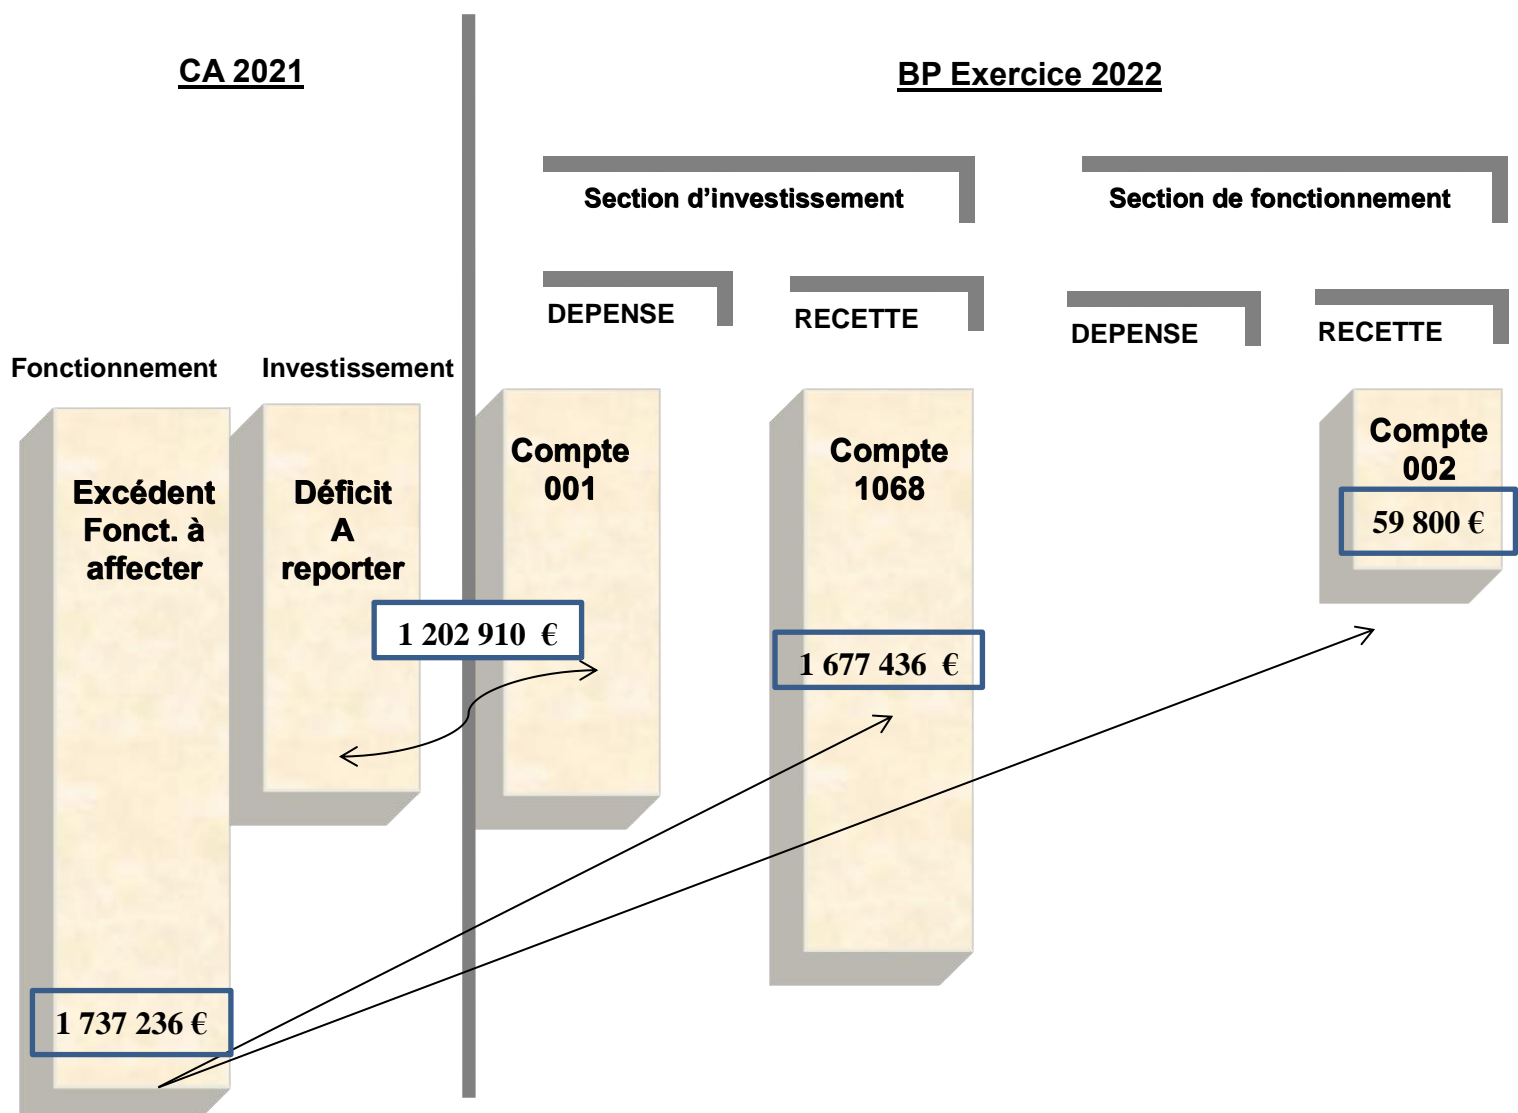 CA 2021
BP Exercice 2022
Section d’investissement
Section de fonctionnement
DEPENSE
RECETTE
DEPENSE
RECETTE
Fonctionnement
Investissement
Excédent
Fonct. à
affecter
1 737 236 €
Déficit
A
reporter
1 202 910 €
Compte
001
Compte
1068
1 677 436 €
Compte
002
59 800 €